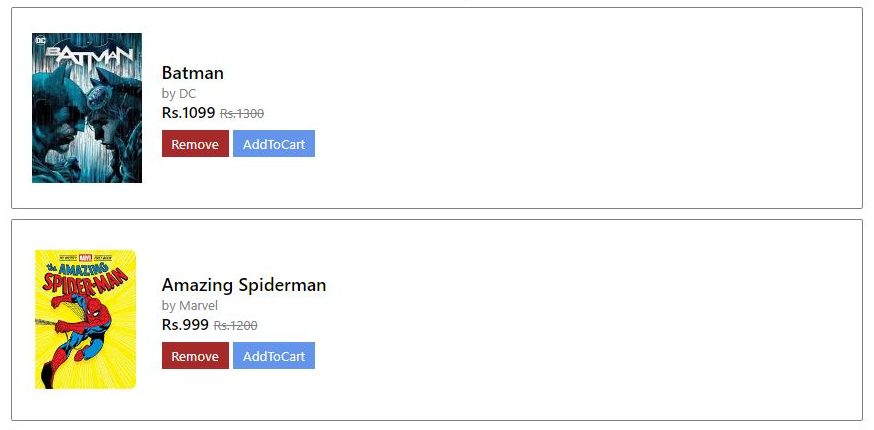 DC
BATMAN
Batman
by DC
Rs.1099 Rs.1300
Remove AddToCart
MARVEL
the AMAZING
SPIDER-MAN
Amazing Spiderman
by Marvel
Rs.999 Rs.1200
Remove AddToCart